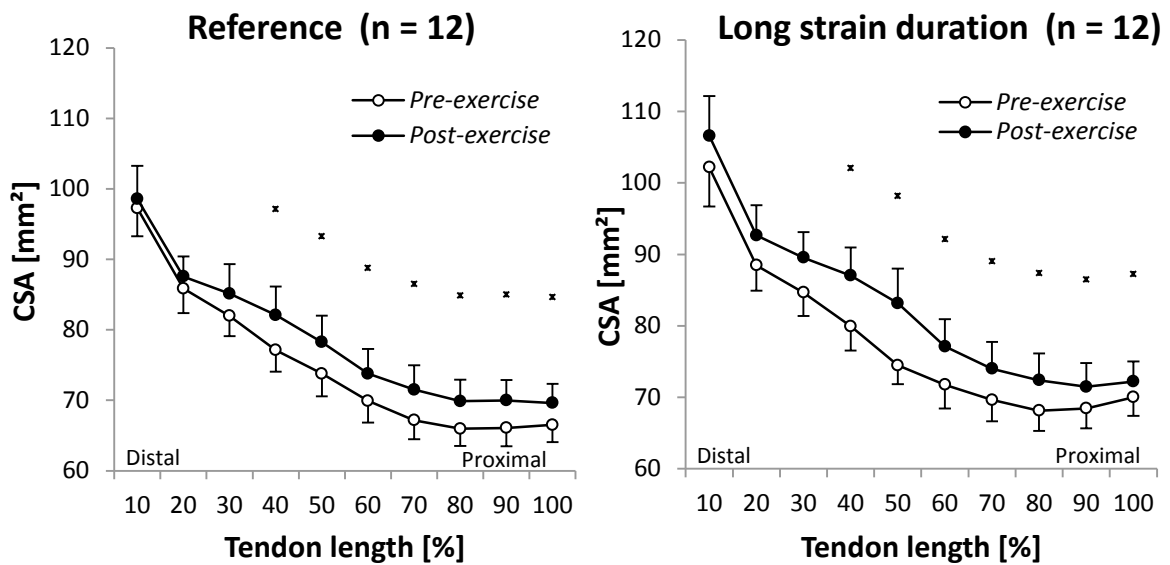 Reference (n = 12)
120
110
100
90
80
70
60
CSA [mm²]
Pre-exercise
Post-exercise
Distal
Proximal
10 20 30 40 50 60 70 80 90 100
Tendon length [%]
Long strain duration (n = 12)
120
110
100
90
80
70
60
CSA [mm²]
Pre-exercise
Post-exercise
Distal
Proximal
10 20 30 40 50 60 70 80 90 100
Tendon length [%]